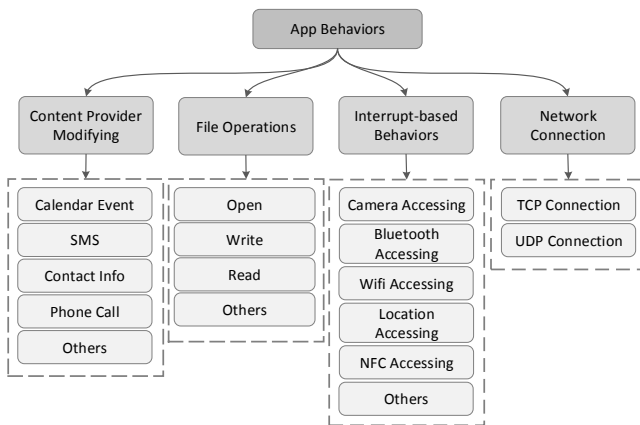 App Behaviors
Content Provider
Modifying
File Operations
Interrupt-based
Behaviors
Network
Connection
Calendar Event
SMS
Contact Info
Phone Call
Others
Open
Write
Read
Others
Camera Accessing
Bluetooth
Accessing
Wifi Accessing
Location
Accessing
NFC Accessing
Others
TCP Connection
UDP Connection